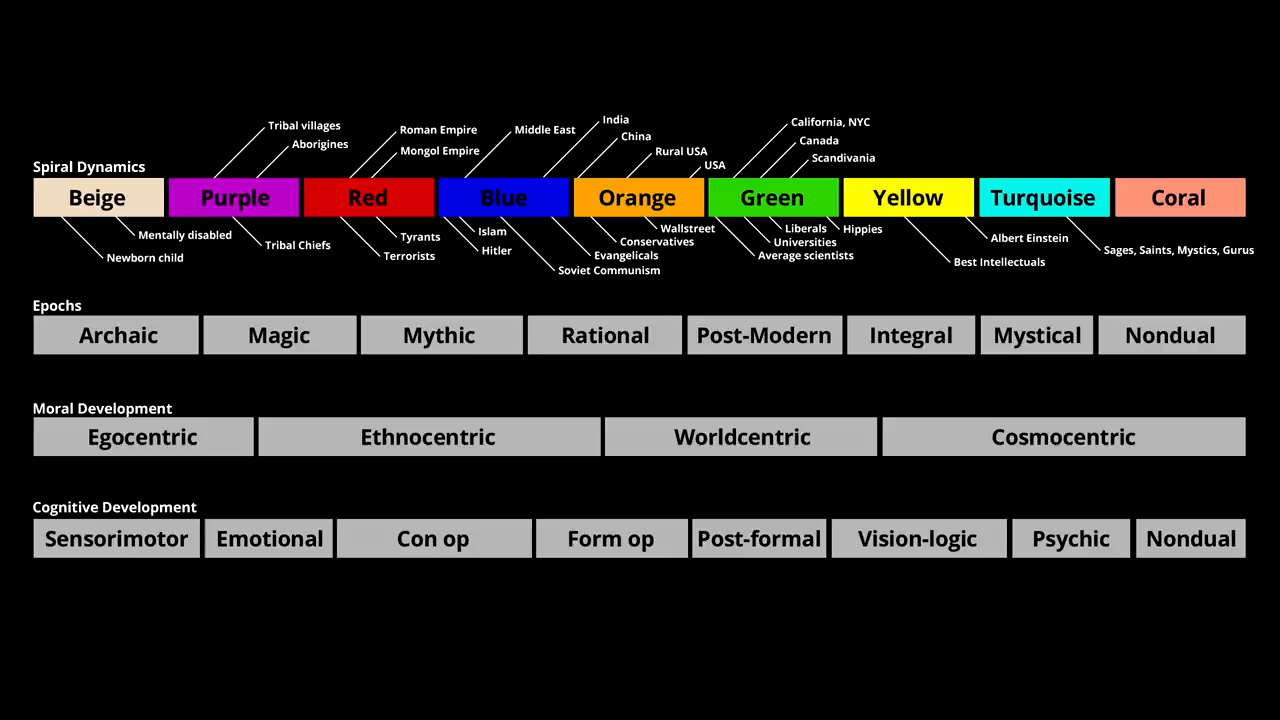 Tribal villages
Aborigines
Roman Empire
Mongol Empire
Middle East
India
China
Rural USA
USA
California, NYC
Canada
Scandivania
Spiral Dynamics
Beige
Purple
Red
Blue
Orange
Green
Yellow
Turquoise
Coral
Mentally disabled
Newborn child
Tribal Chiefs
Tyrants
Terrorists
Islam
Hitler
Soviet Communism
Evangelicals
Conservatives
Wallstreet
Liberals
Universities
Average scientists
Hippies
Albert Einstein
Best Intellectuals
Sages, Saints, Mystics, Gurus
Epochs
Archaic
Magic
Mythic
Rational
Post-Modern
Integral
Mystical
Nondual
Moral Development
Egocentric
Ethnocentric
Worldcentric
Cosmocentric
Cognitive Development
Sensorimotor
Emotional
Con op
Form op
Post-formal
Vision-logic
Psychic
Nondual